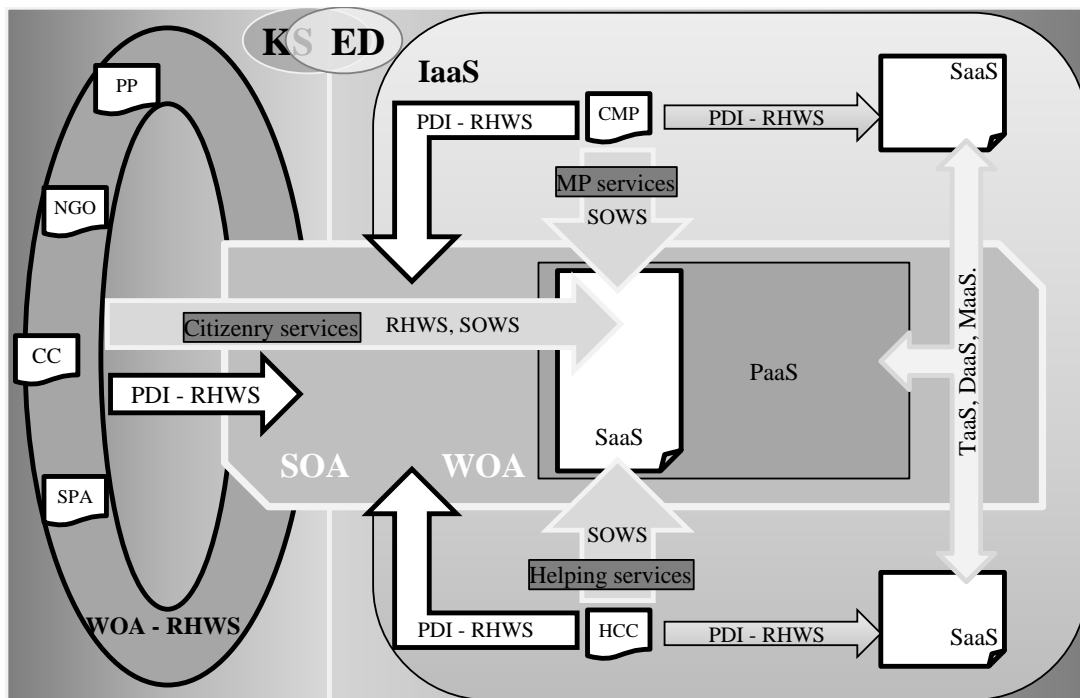 KS ED
PP
IaaS
SaaS
PDI - RHWS
CMP
PDI - RHWS
MP services
NGO
SOWS
Citizenry services
RHWS, SOWS
CC
PaaS
TaaS, DaaS, MaaS.
PDI - RHWS
SaaS
SOA
WOA
SPA
SOWS
Helping services
WOA - RHWS
PDI - RHWS
HCC
PDI - RHWS
SaaS